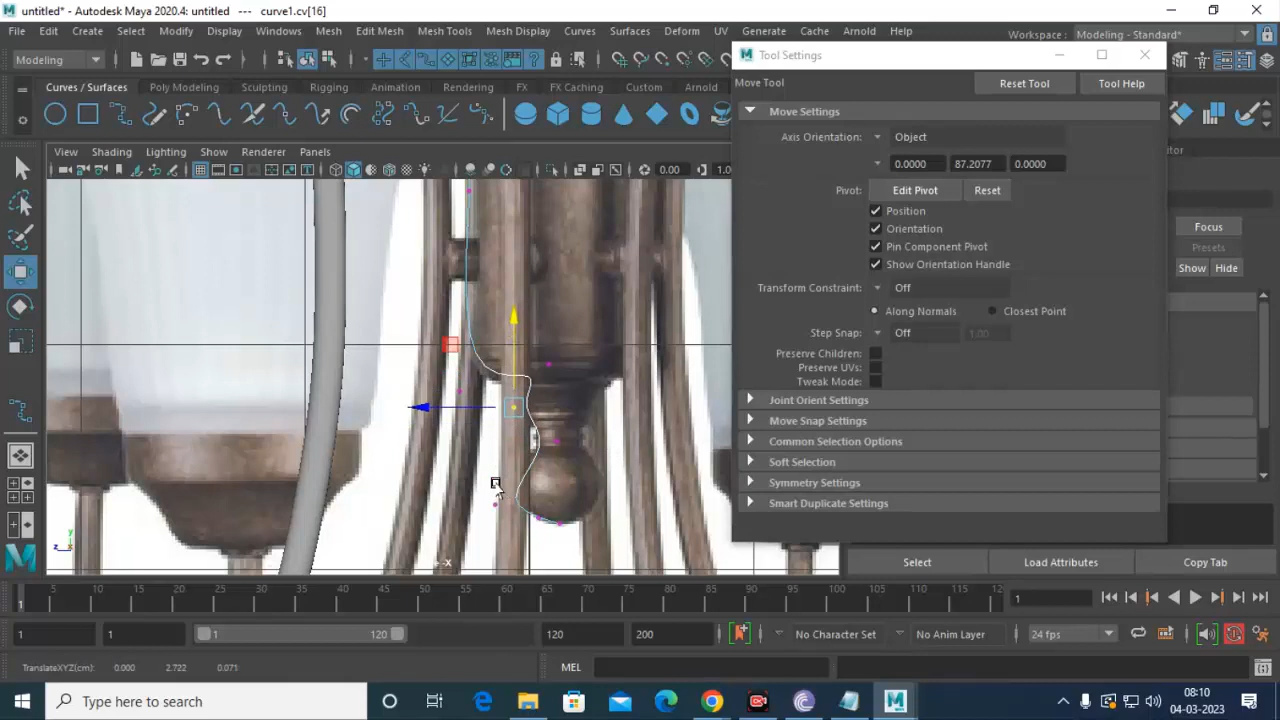 untitled* - Autodesk Maya 2020.4: untitled --- curve1.cv[16]
File Edit Create Select Modify Display Windows Mesh Edit Mesh Mesh Tools Mesh Display Curves Surfaces Deform UV Generate Cache Arnold Help
Workspace: Modeling - Standard*
Modeling
Tool Settings
Curves / Surfaces Poly Modeling Sculpting Rigging Animation Rendering FX FX Caching Custom Arnold
Move Tool
Reset Tool
Tool Help
Move Settings
Axis Orientation: Object
View Shading Lighting Show Renderer Panels
0.00
1.0
0.0000 87.2077 0.0000
Pivot: Edit Pivot Reset
Position
Orientation
Pin Component Pivot
Show Orientation Handle
Focus
Presets
Show Hide
Transform Constraint: Off
Along Normals Closest Point
Step Snap: Off 1.00
Preserve Children:
Preserve UVs:
Tweak Mode:
Joint Orient Settings
Move Snap Settings
Common Selection Options
Soft Selection
Symmetry Settings
Smart Duplicate Settings
y
z
-X
Select Load Attributes Copy Tab
5 10 15 20 25 30 35 40 45 50 55 60 65 70 75 80 85 90 95 100 105 110 115 12
1
1
1 1 1 120 120 200 No Character Set No Anim Layer 24 fps
TranslateXYZ(cm): 0.000 2.722 0.071
MEL
Type here to search
08:10
04-03-2023